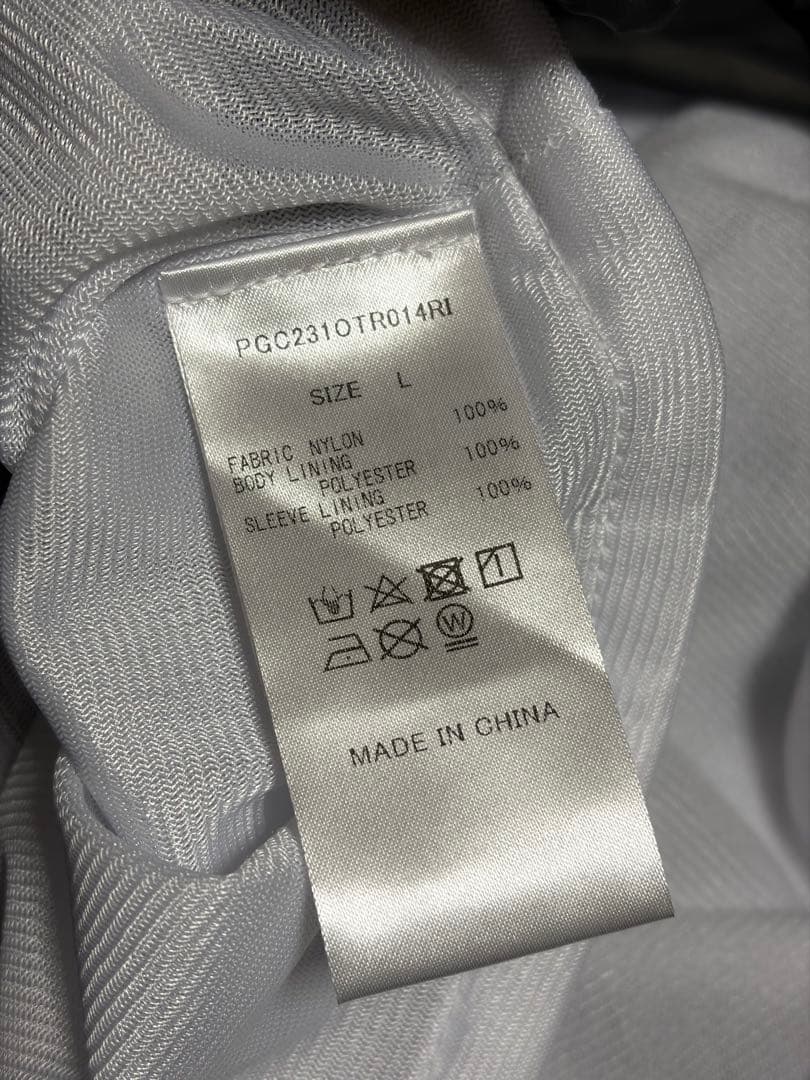 PGC231OTR014RI
SIZE L
FABRIC NYLON 100%
BODY LINING
POLYESTER 100%
SLEEVE LINING
POLYESTER 100%
W
MADE IN CHINA